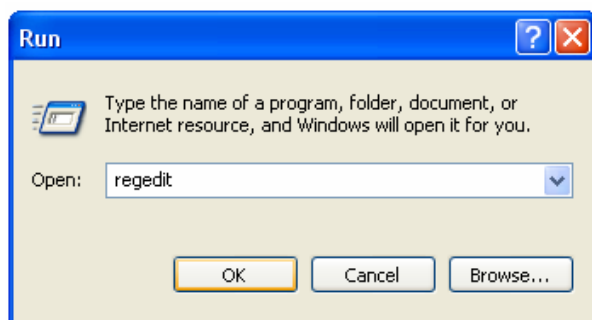 Run
Type the name of a program, folder, document, or
Internet resource, and Windows will open it for you.
Open: regedit
OK Cancel Browse...